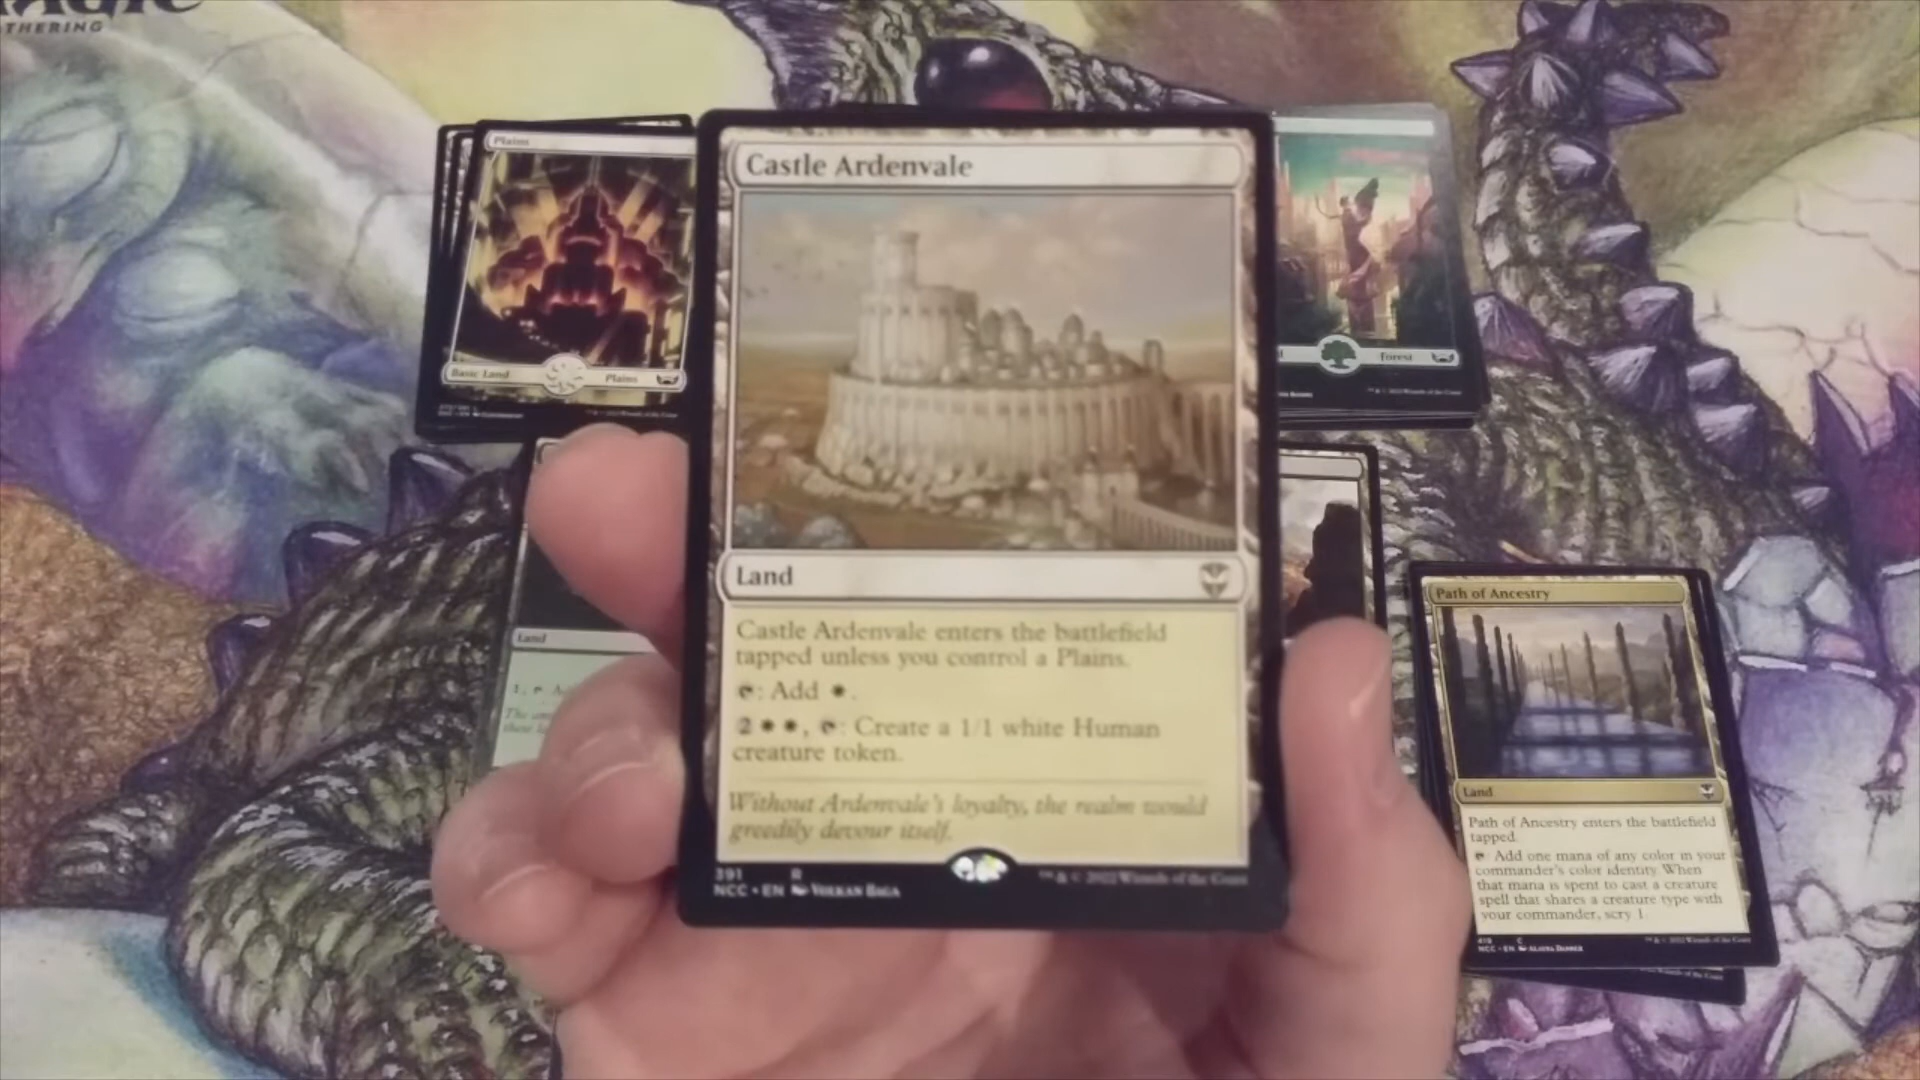 THERING
Plains
Basic Land
Plains
Castle Ardenvale
Land
Castle Ardenvale enters the battlefield
tapped unless you control a Plains.
: Add .
2 , : Create a 1/1 white Human
creature token.
Without Ardenvale's loyalty, the realm would
greedily devour itself.
391 R
NCC • EN Volkan Baga
™ & © 2022 Wizards of the Coast
Forest
Land
1,
Path of Ancestry
Land
Path of Ancestry enters the battlefield
tapped.
: Add one mana of any color in your
commander's color identity. When
that mana is spent to cast a creature
spell that shares a creature type with
your commander, scry 1.
NCC • EN Alayna Danner